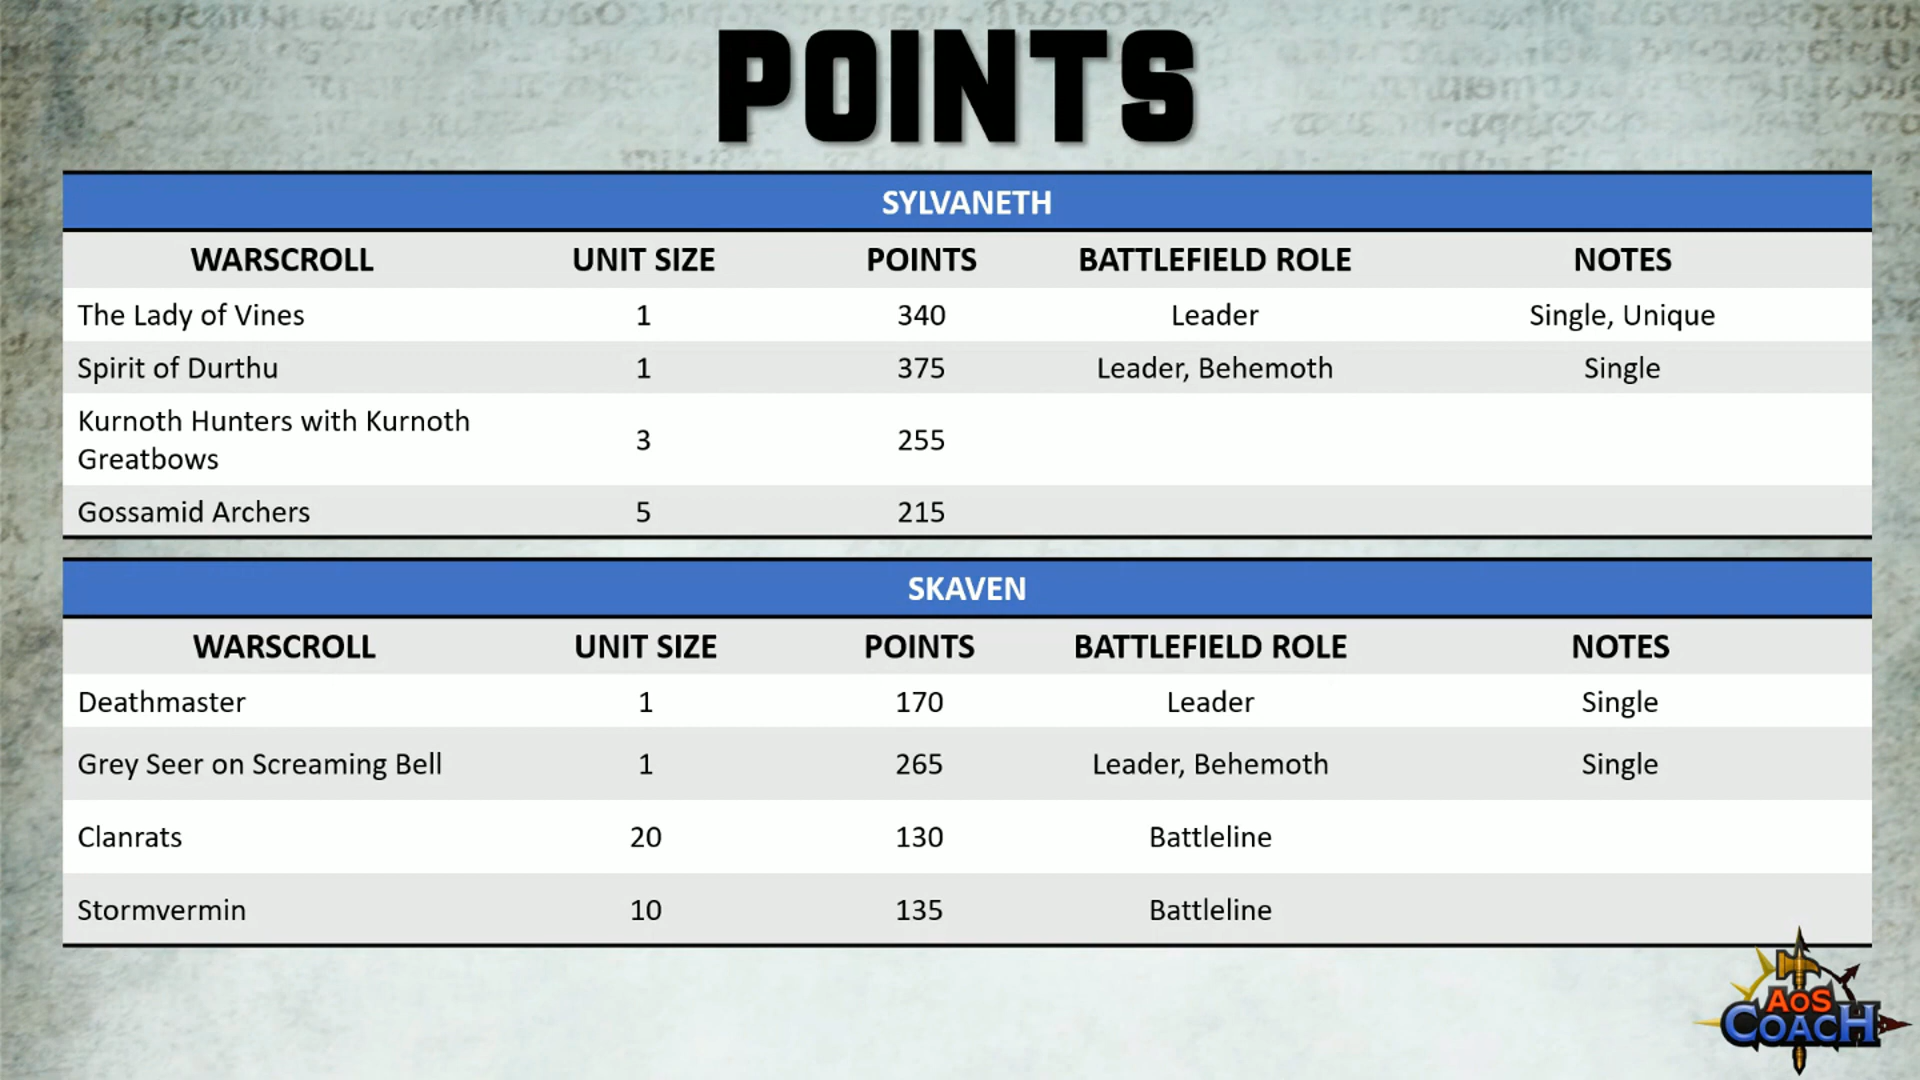 POINTS
SYLVANETH
WARSCROLL UNIT SIZE POINTS BATTLEFIELD ROLE NOTES
The Lady of Vines 1 340 Leader Single, Unique
Spirit of Durthu 1 375 Leader, Behemoth Single
Kurnoth Hunters with Kurnoth
Greatbows 3 255
Gossamid Archers 5 215
SKAVEN
WARSCROLL UNIT SIZE POINTS BATTLEFIELD ROLE NOTES
Deathmaster 1 170 Leader Single
Grey Seer on Screaming Bell 1 265 Leader, Behemoth Single
Clanrats 20 130 Battleline
Stormvermin 10 135 Battleline
AoS
COACH